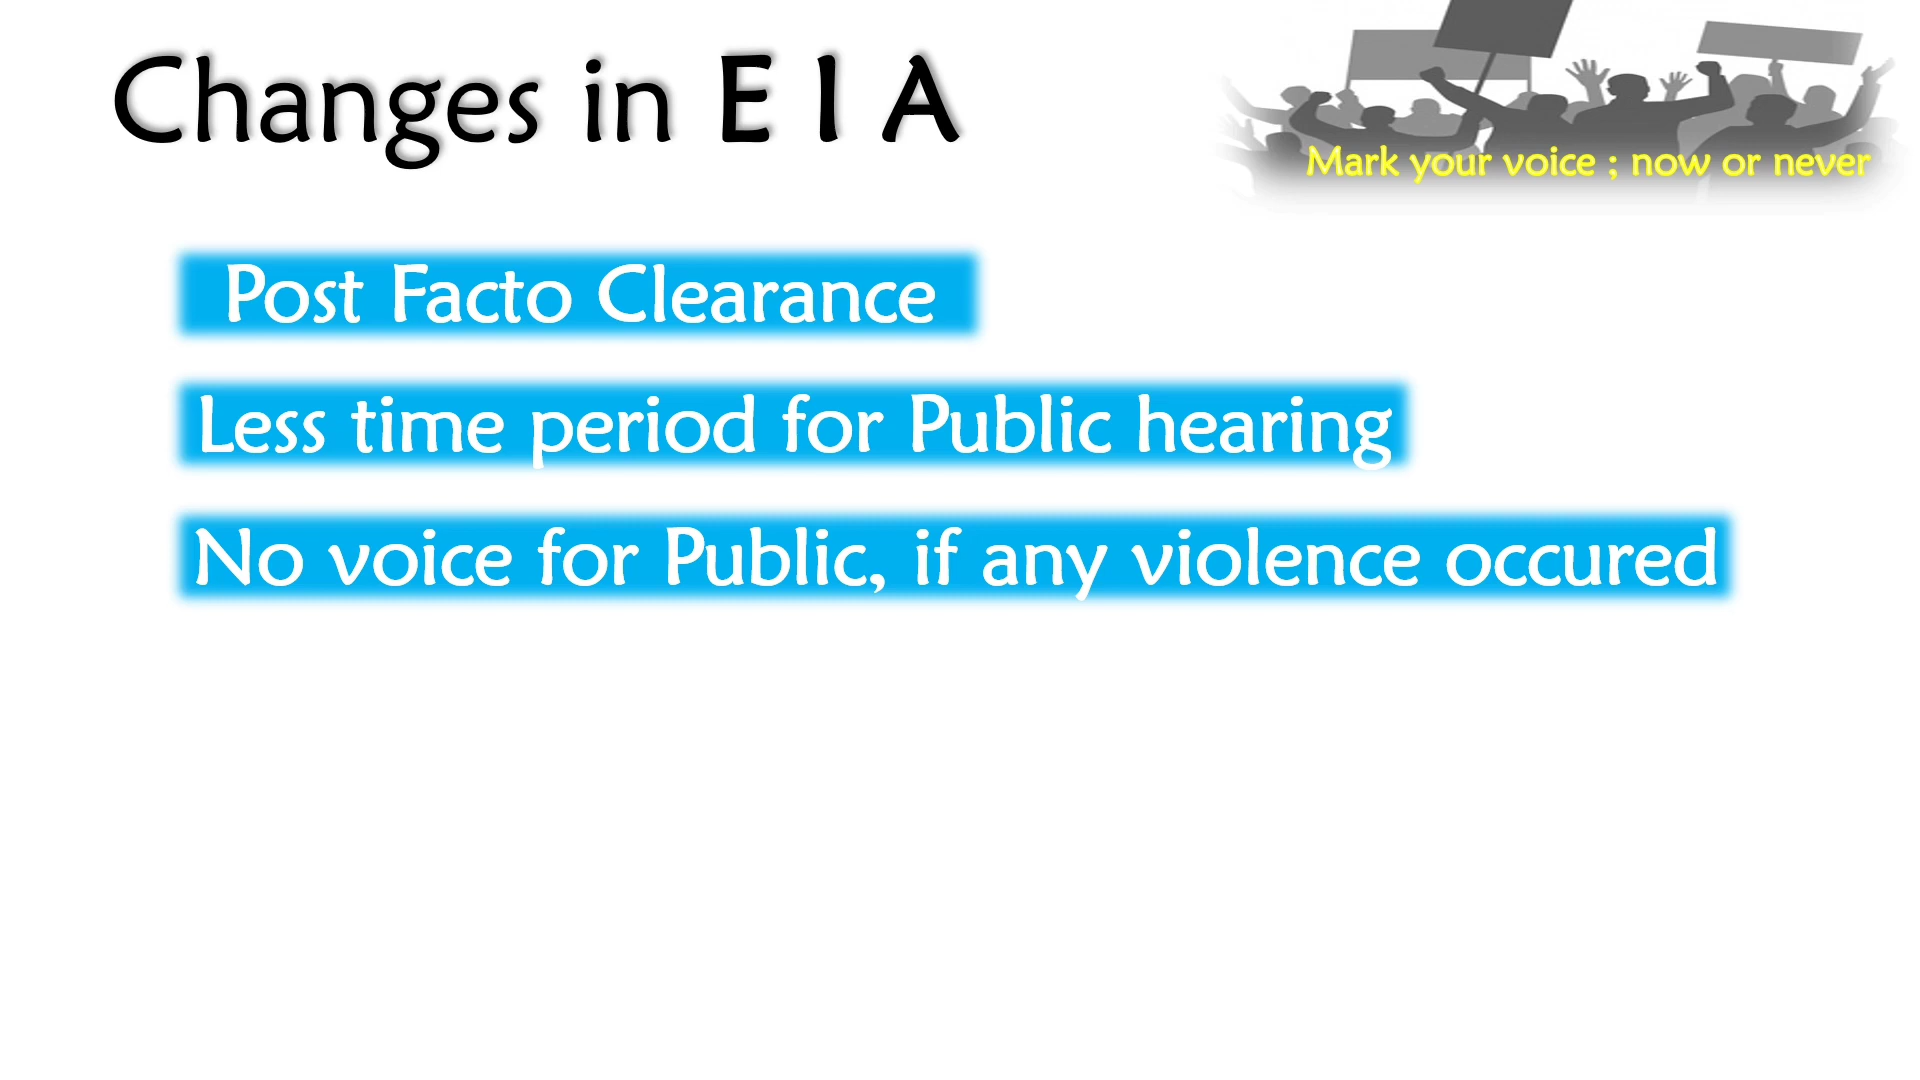 Changes in E I A
Mark your voice ; now or never
Post Facto Clearance
Less time period for Public hearing
No voice for Public, if any violence occured